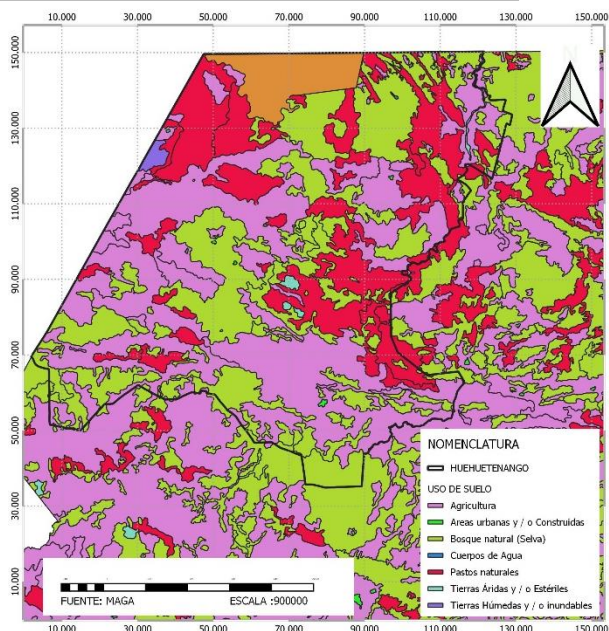 10.000 30.000 50.000 70.000 90.000 110.000 130.000 150.000
150.000
130.000
110.000
90.000
70.000
50.000
30.000
10.000
N
NOMENCLATURA
HUEHUETENANGO
USO DE SUELO
Agricultura
Areas urbanas y / o Construidas
Bosque natural (Selva)
Cuerpos de Agua
Pastos naturales
Tierras Áridas y / o Estériles
Tierras Húmedas y / o inundables
FUENTE: MAGA ESCALA :900000
10.000 30.000 50.000 70.000 90.000 110.000 130.000 150.000